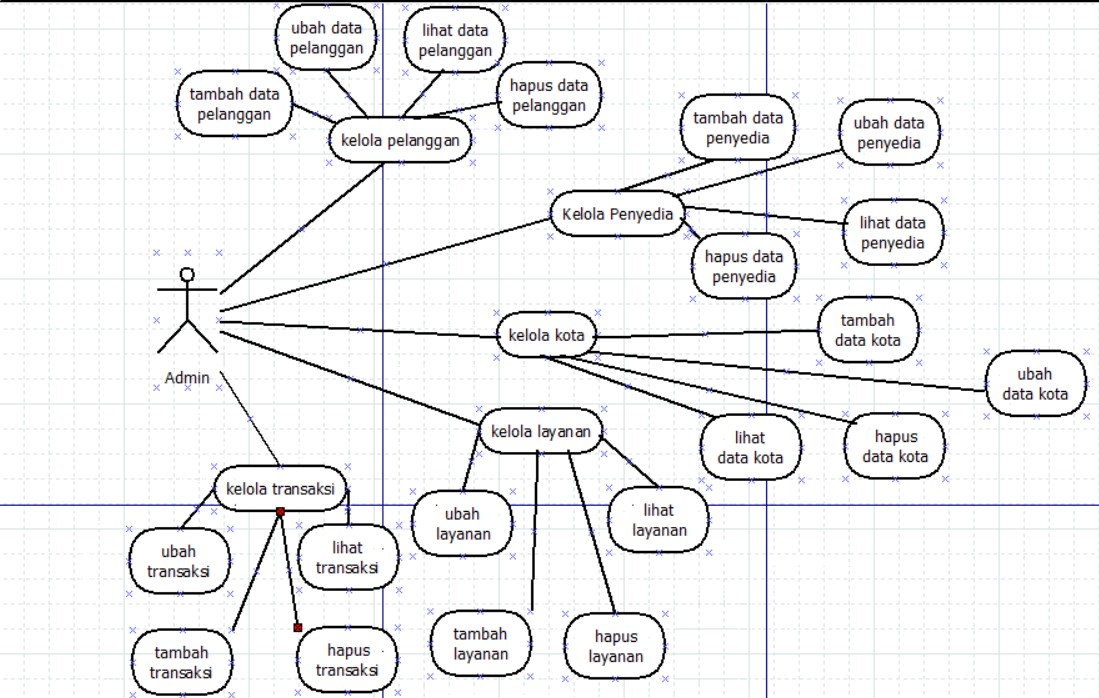 ubah data
pelanggan
lihat data
pelanggan
tambah data
pelanggan
hapus data
pelanggan
kelola pelanggan
tambah data
penyedia
ubah data
penyedia
Kelola Penyedia
lihat data
penyedia
hapus data
penyedia
kelola kota
tambah
data kota
ubah
data kota
Admin
kelola layanan
lihat
data kota
hapus
data kota
kelola transaksi
ubah
layanan
lihat
layanan
ubah
transaksi
lihat
transaksi
tambah
transaksi
hapus
transaksi
tambah
layanan
hapus
layanan